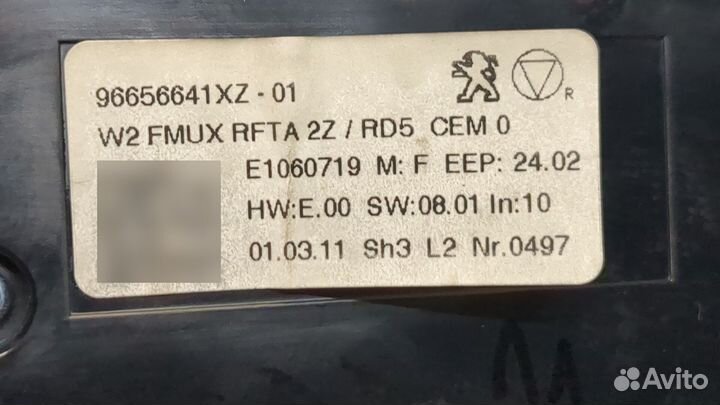 96656641XZ - 01
W2 FMUX RFTA 2Z / RD5 CEM 0
E1060719 M: F EEP: 24.02
HW:E.00 SW:08.01 In:10
01.03.11 Sh3 L2 Nr.0497
R
Avito